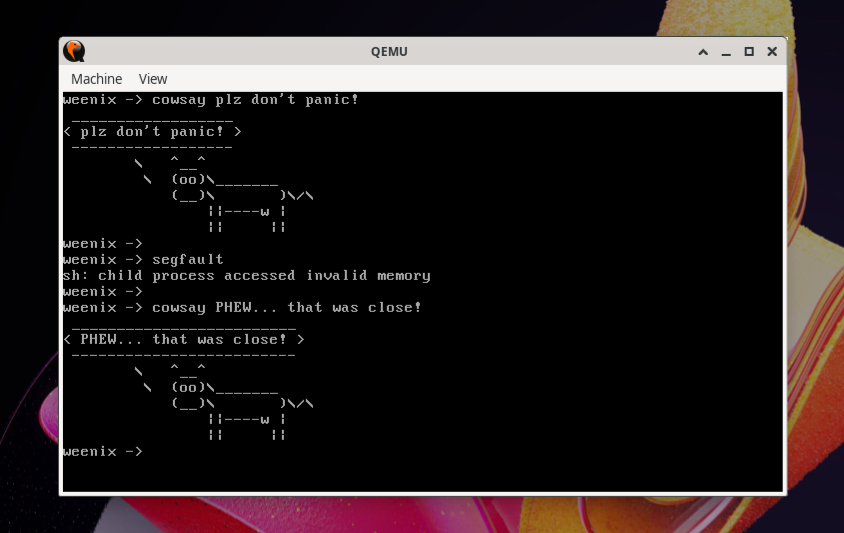 QEMU
Machine View
weenix -> cowsay plz don't panic!
 __________________
< plz don't panic! >
 ------------------
        \   ^__^
         \  (oo)\_______
            (__)\       )\/\
                ||----w |
                ||     ||
weenix ->
weenix -> segfault
sh: child process accessed invalid memory
weenix ->
weenix -> cowsay PHEW... that was close!
 _________________________
< PHEW... that was close! >
 -------------------------
        \   ^__^
         \  (oo)\_______
            (__)\       )\/\
                ||----w |
                ||     ||
weenix ->